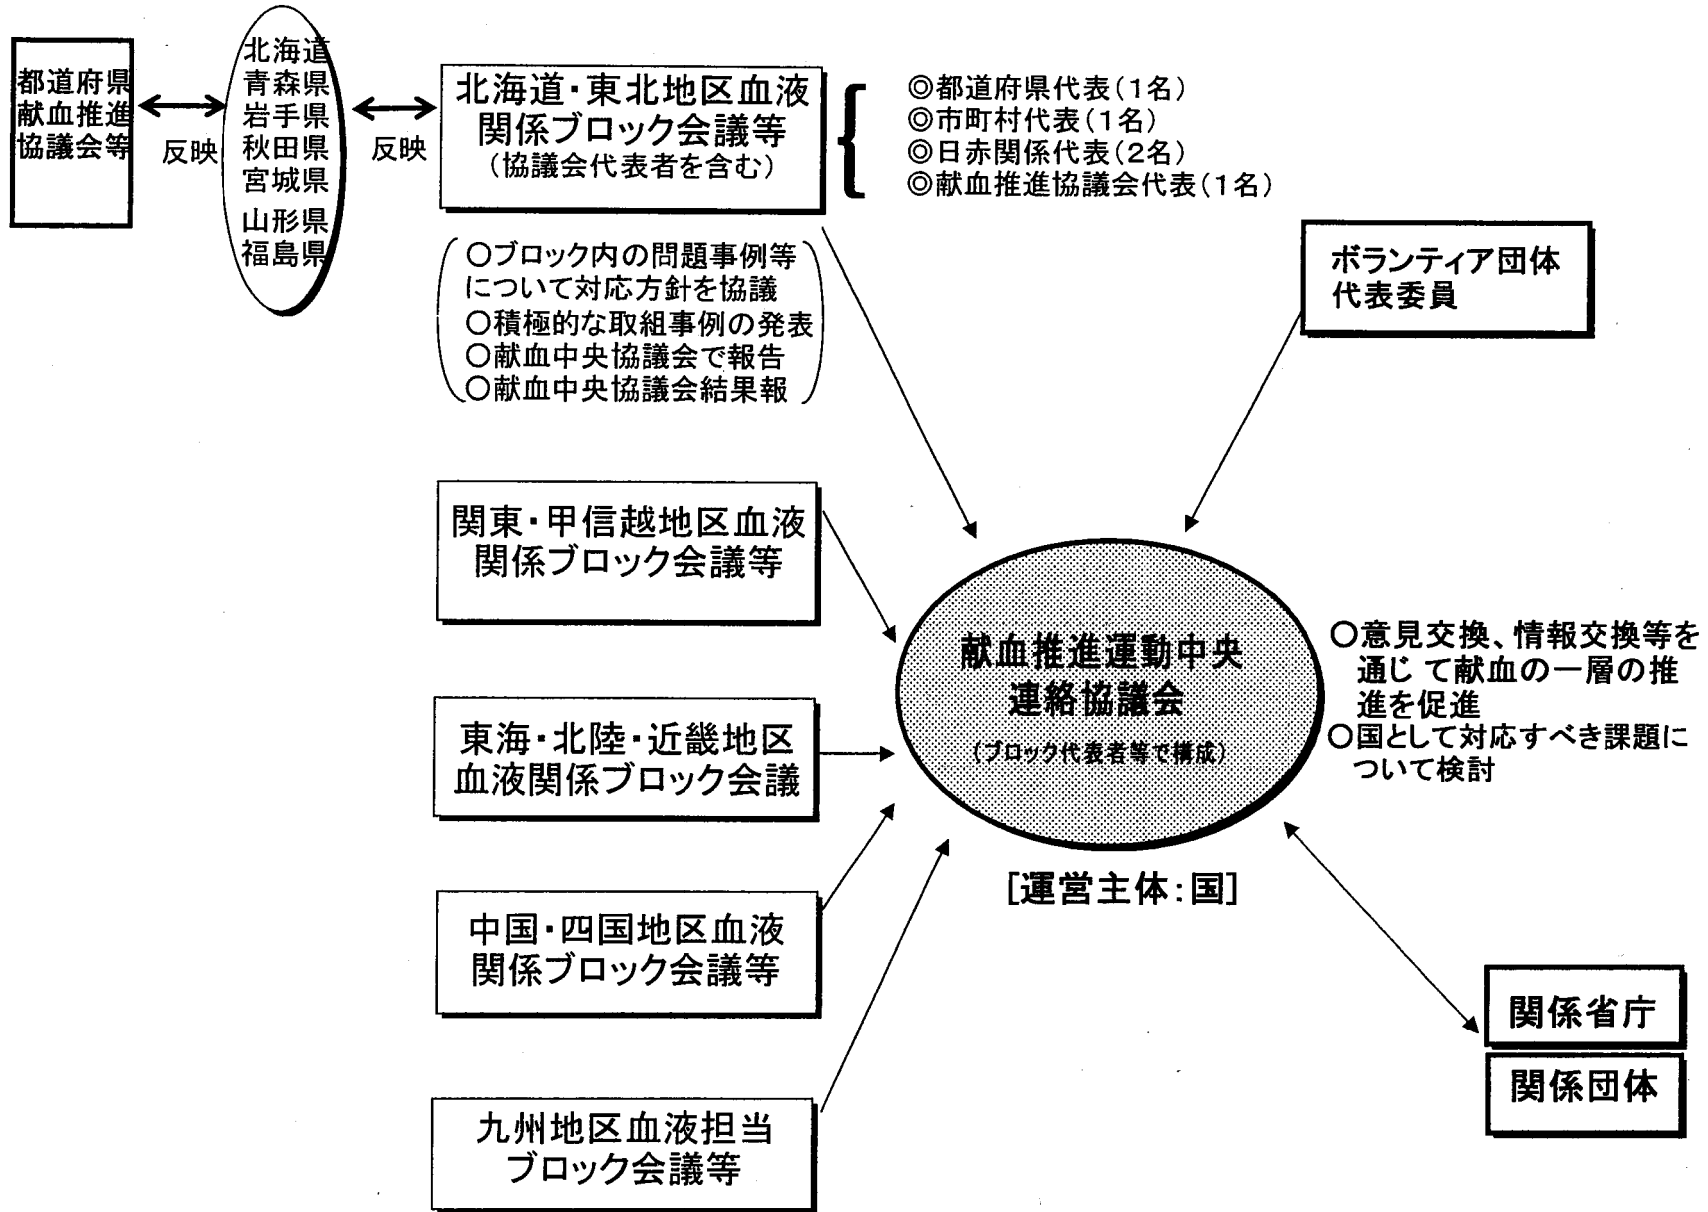 都道府県
献血推進
協議会等
反映
北海道
青森県
岩手県
秋田県
宮城県
山形県
福島県
反映
北海道・東北地区血液
関係ブロック会議等
(協議会代表者を含む)
◎都道府県代表(1名)
◎市町村代表(1名)
◎日赤関係代表(2名)
◎献血推進協議会代表(1名)
○ブロック内の問題事例等
について対応方針を協議
○積極的な取組事例の発表
○献血中央協議会で報告
○献血中央協議会結果報
ボランティア団体
代表委員
関東・甲信越地区血液
関係ブロック会議等
東海・北陸・近畿地区
血液関係ブロック会議
中国・四国地区血液
関係ブロック会議等
九州地区血液担当
ブロック会議等
献血推進運動中央
連絡協議会
(ブロック代表者等で構成)
[運営主体:国]
○意見交換、情報交換等を
通じ て献血の一層の推
進を促進
○国として対応すべき課題に
ついて検討
関係省庁
関係団体